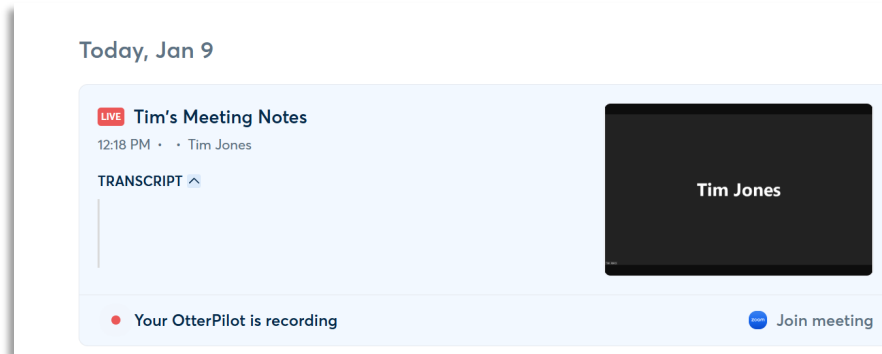 Today, Jan 9
LIVE Tim's Meeting Notes
12:18 PM • • Tim Jones
TRANSCRIPT
Tim Jones
Your OtterPilot is recording
zoom Join meeting